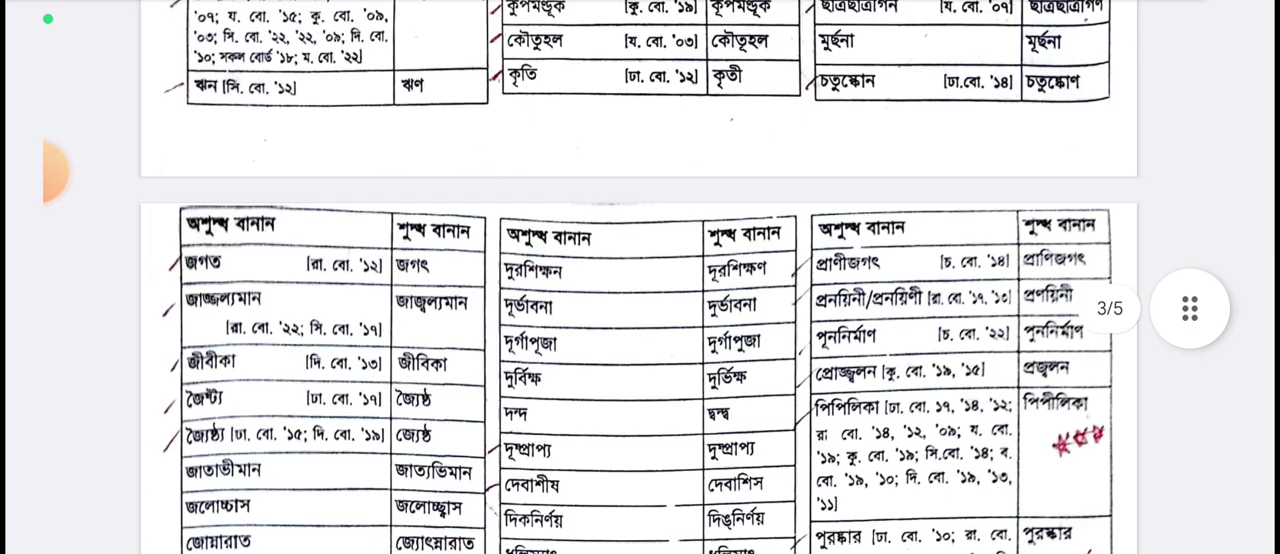 '০৭; য. বো. '১৫; কু. বো. '০৯,
'০৩; সি. বো. '২২, '২২, '০৯; দি. বো.
'১০; সকল বোর্ড '১৮; ম. বো. '২২]
ঋন [সি. বো. '১২] ঋণ
কুপমন্ডুক [কু. বো. '১৯] কূপমণ্ডূক
কৌতুহল [য. বো. '০৩] কৌতূহল
কৃতি [ঢা. বো. '১২] কৃতী
ছাত্রছাত্রীগন [য. বো. '০৭] ছাত্রছাত্রীগণ
মুর্ছনা মূর্ছনা
চতুস্কোন [ঢা.বো. '১৪] চতুষ্কোণ
অশুদ্ধ বানান শুদ্ধ বানান
জগত [রা. বো. '১২] জগৎ
জাজ্জল্যমান জাজ্বল্যমান
[রা. বো. '২২; সি. বো. '১৭]
জীবীকা [দি. বো. '১৩] জীবিকা
জৈষ্ট্য [ঢা. বো. '১৭] জ্যৈষ্ঠ
জ্যৈষ্ঠ্য [ঢা. বো. '১৫; দি. বো. '১৯] জ্যেষ্ঠ
জাত্যাভীমান জাত্যভিমান
জলোচ্চাস জলোচ্ছ্বাস
জোস্নারাত জ্যোৎস্নারাত
অশুদ্ধ বানান শুদ্ধ বানান
দুরশিক্ষন দূরশিক্ষণ
দূর্ভাবনা দুর্ভাবনা
দূর্গাপূজা দুর্গাপুজা
দুর্বিক্ষ দুর্ভিক্ষ
দন্দ দ্বন্দ্ব
দূষ্প্রাপ্য দুষ্প্রাপ্য
দেবাশীষ দেবাশিস
দিকনির্ণয় দিঙনির্ণয়
অশুদ্ধ বানান শুদ্ধ বানান
প্রাণীজগৎ [চ. বো. '১৪] প্রাণিজগৎ
প্রনয়িনী/প্রনয়িণী [রা. বো. '১৭, '১৩] প্রণয়িনী
পূননির্মাণ [চ. বো. '২২] পুনর্নির্মাণ
প্রোজ্জ্বলন [কু. বো. '১৯, '১৫] প্রজ্বলন
পিপিলিকা [ঢা. বো. ১৭, '১৪, '১২; পিপীলিকা
রা বো. '১৪, '১২, '০৯; য. বো.
'১৯; কু. বো. '১৯; সি.বো. '১৪; ব.
বো. '১৯, '১০; দি. বো. '১৯, '১৩,
'১১]
পুরষ্কার [ঢা. বো. '১০; রা. বো. পুরস্কার
3/5